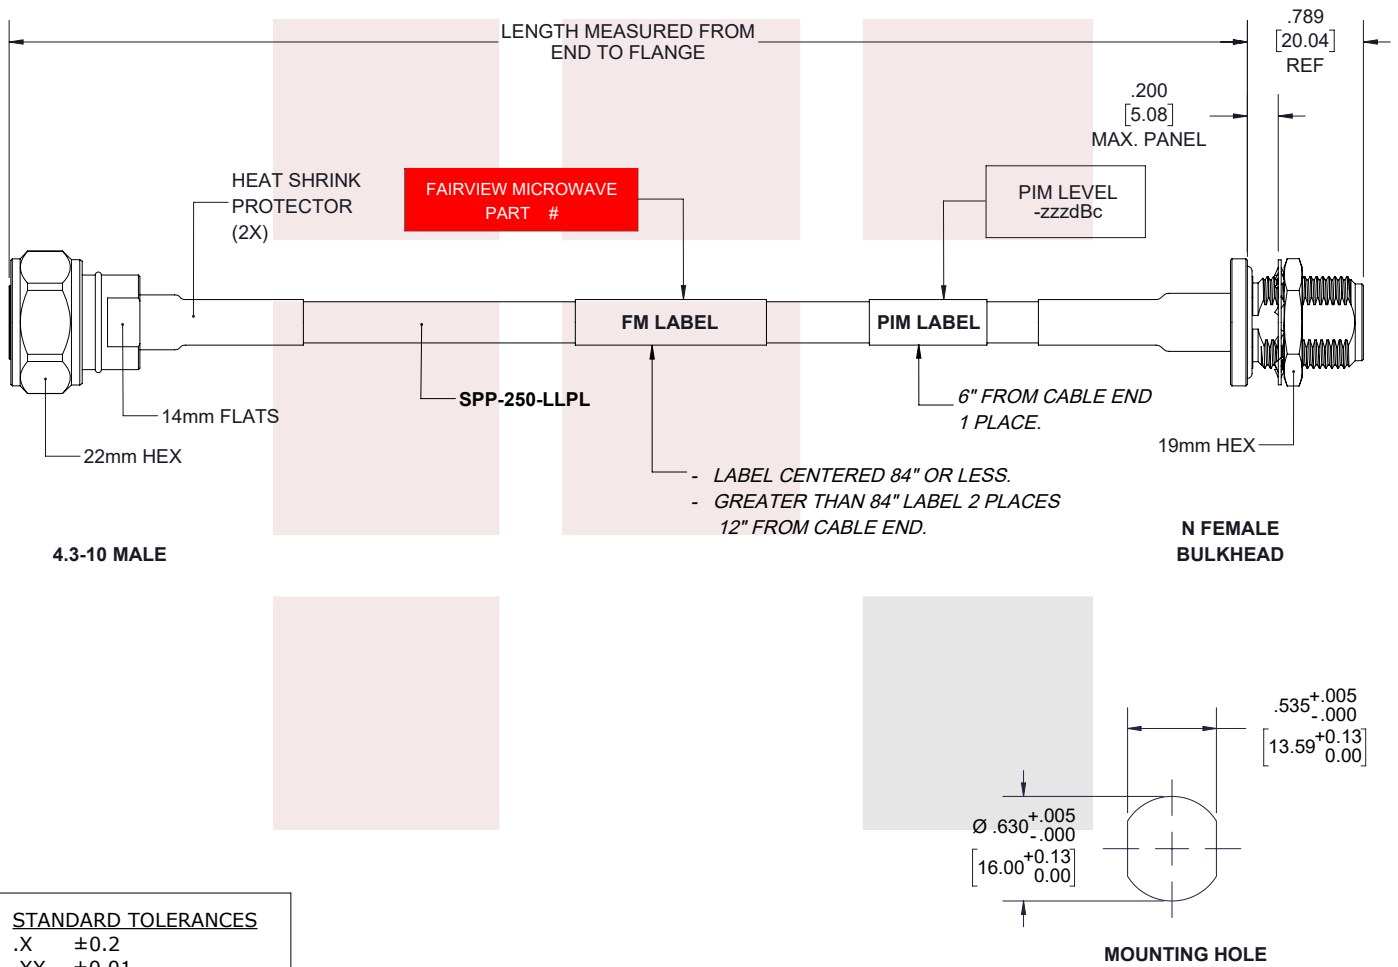 LENGTH MEASURED FROM
END TO FLANGE
.789
[20.04]
REF
.200
[5.08]
MAX. PANEL
HEAT SHRINK
PROTECTOR
(2X)
FAIRVIEW MICROWAVE
PART #
PIM LEVEL
-zzzdBc
FM LABEL
PIM LABEL
14mm FLATS
22mm HEX
SPP-250-LLPL
6" FROM CABLE END
1 PLACE.
19mm HEX
- LABEL CENTERED 84" OR LESS.
- GREATER THAN 84" LABEL 2 PLACES
12" FROM CABLE END.
4.3-10 MALE
N FEMALE
BULKHEAD
.535 +.005
-.000
[13.59 +0.13
0.00]
Ø .630 +.005
-.000
[16.00 +0.13
0.00]
MOUNTING HOLE
STANDARD TOLERANCES
.X ±0.2
.XX ±0.01